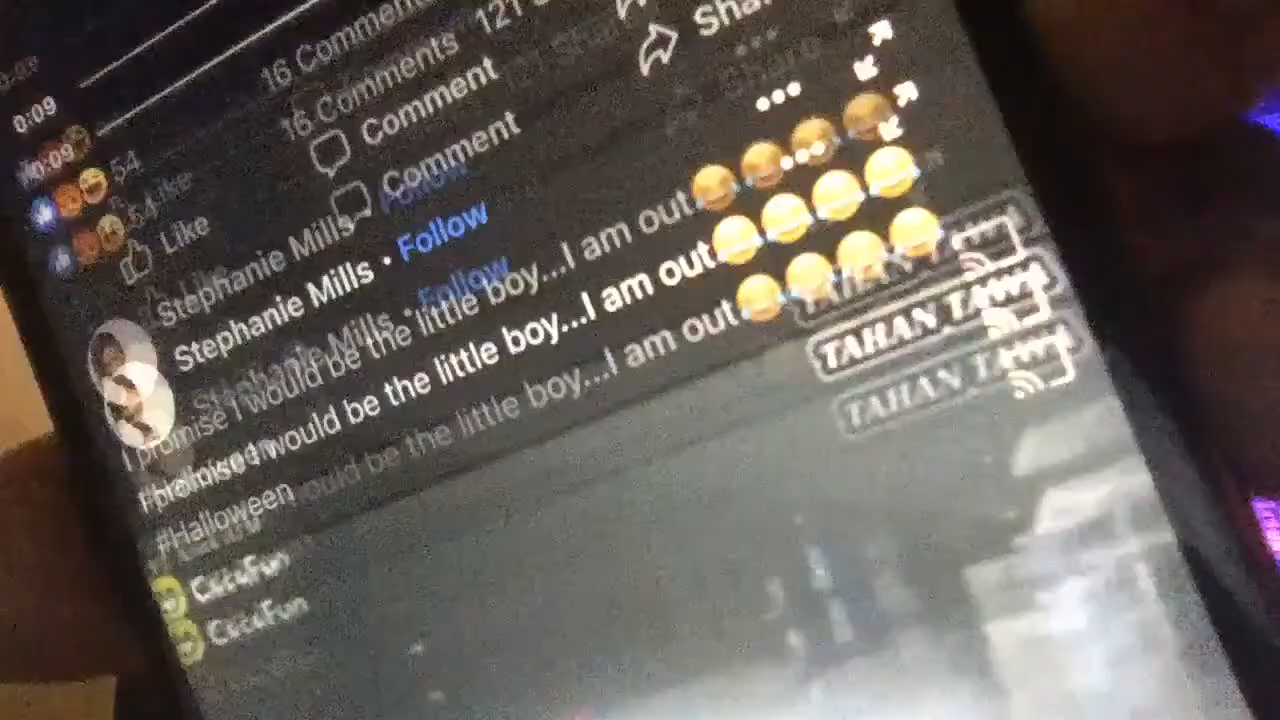 0:09
16 Comments
54
Like
Comment
Share
Stephanie Mills • Follow
I promise I would be the little boy...I am out😂😂😂😂
#Halloween
TAHAN TAWA